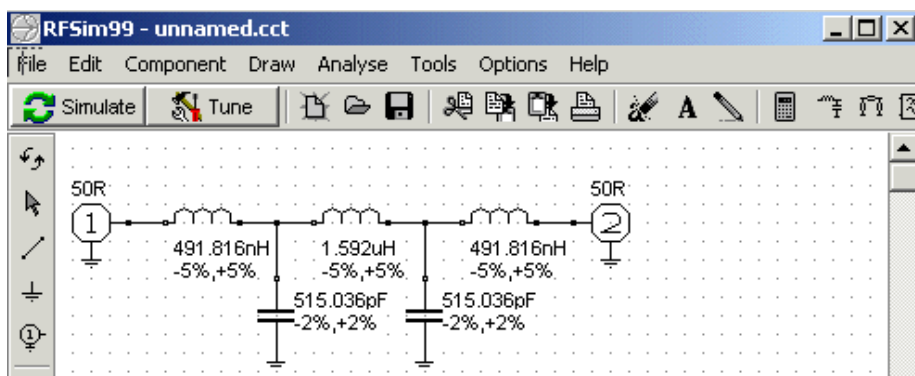 RFSim99 - unnamed.cct
File Edit Component Draw Analyse Tools Options Help
Simulate Tune A
50R 50R
1 2
491.816nH 1.592uH 491.816nH
-5%,+5% -5%,+5% -5%,+5%
515.036pF 515.036pF
-2%,+2% -2%,+2%
1